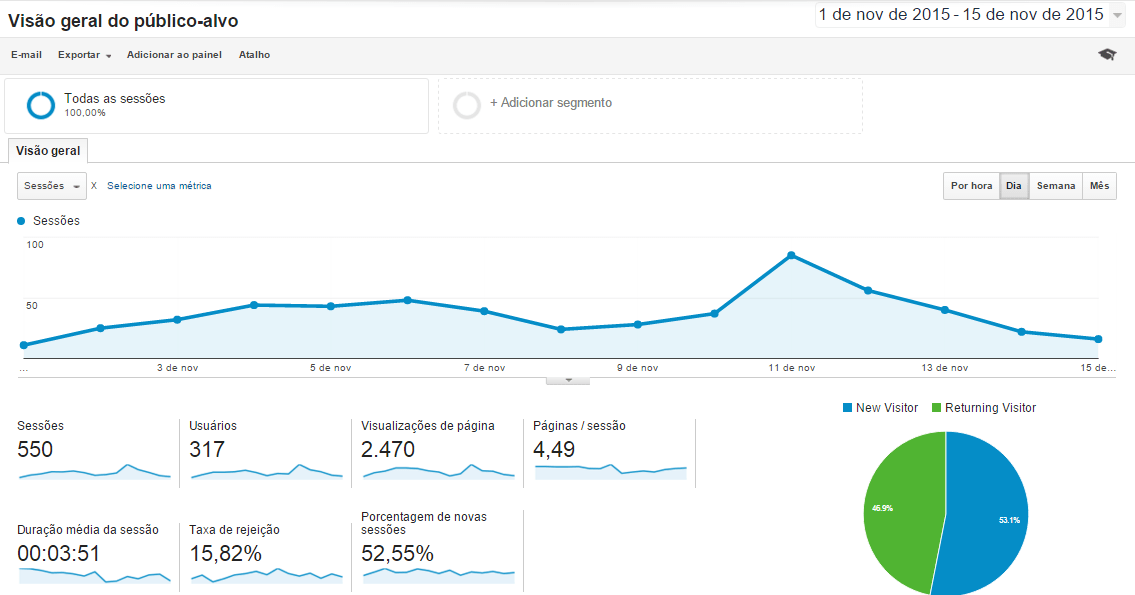 Visão geral do público-alvo
1 de nov de 2015 - 15 de nov de 2015
E-mail Exportar Adicionar ao painel Atalho
Todas as sessões
100,00%
+ Adicionar segmento
Visão geral
Sessões X Selecione uma métrica
Por hora Dia Semana Mês
Sessões
100
50
... 3 de nov 5 de nov 7 de nov 9 de nov 11 de nov 13 de nov 15 de...
New Visitor Returning Visitor
Sessões
550
Usuários
317
Visualizações de página
2.470
Páginas / sessão
4,49
46.9%
53.1%
Duração média da sessão
00:03:51
Taxa de rejeição
15,82%
Porcentagem de novas
sessões
52,55%